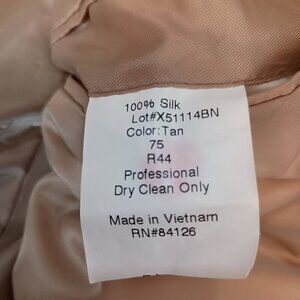 100% Silk
Lot#X51114BN
Color:Tan
75
R44
Professional
Dry Clean Only
Made in Vietnam
RN#84126